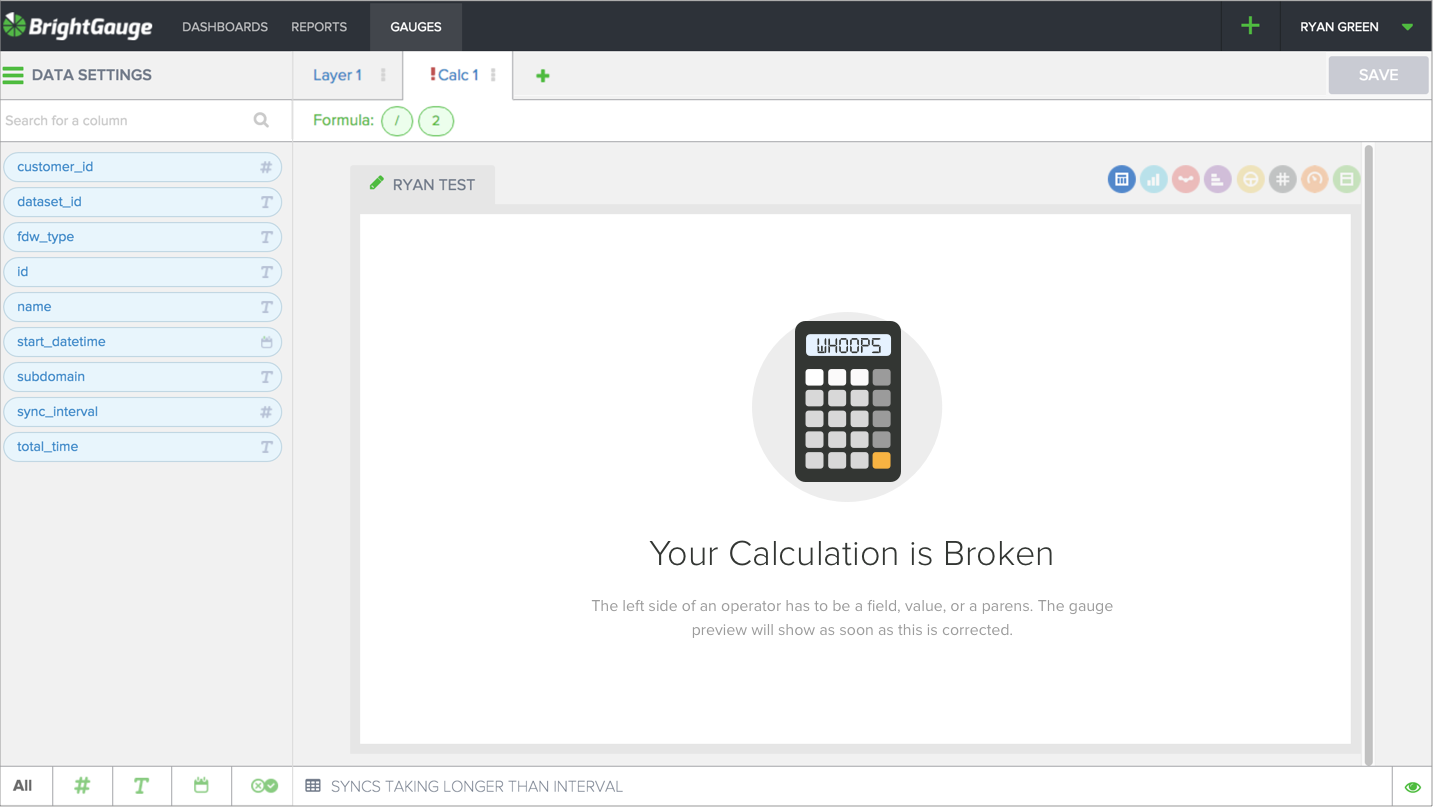 BrightGauge DASHBOARDS REPORTS GAUGES RYAN GREEN
DATA SETTINGS Layer 1 !Calc 1 SAVE
Search for a column Formula: / 2
customer_id #
dataset_id T
fdw_type T
id T
name T
start_datetime
subdomain T
sync_interval #
total_time T
RYAN TEST #
WHOOPS
Your Calculation is Broken
The left side of an operator has to be a field, value, or a parens. The gauge
preview will show as soon as this is corrected.
All # T SYNCS TAKING LONGER THAN INTERVAL